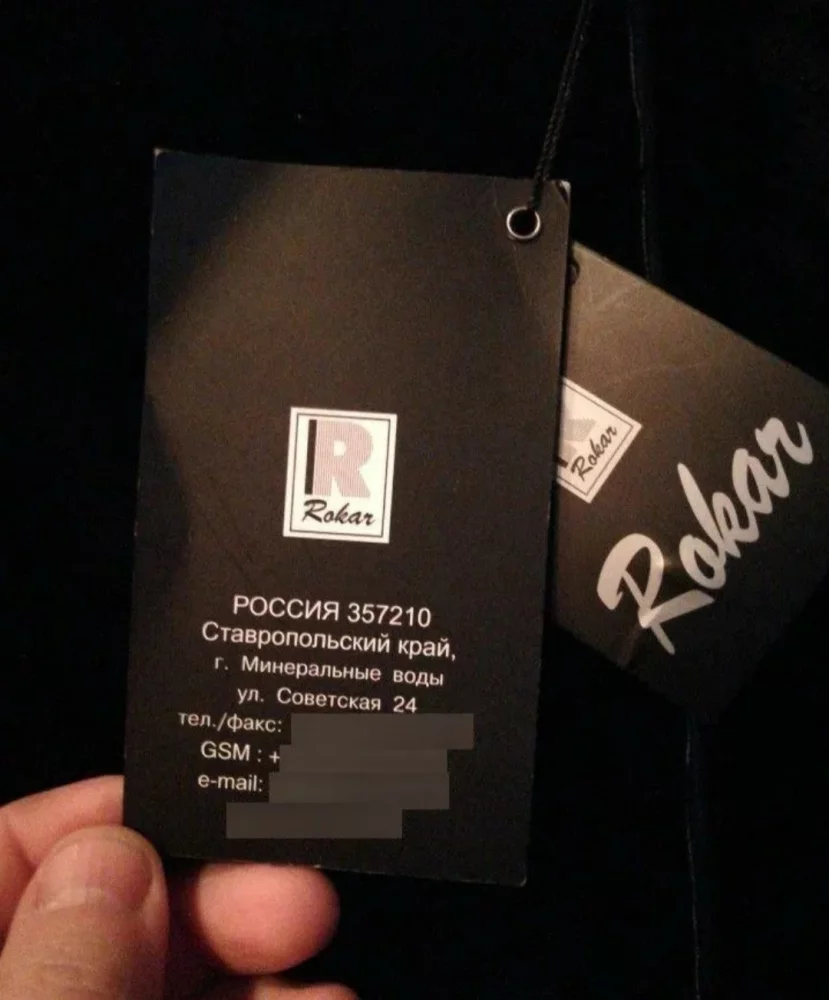 R
Rokar
РОССИЯ 357210
Ставропольский край,
г. Минеральные воды
ул. Советская 24
тел./факс:
GSM : +
e-mail:
Rokar
Rokar